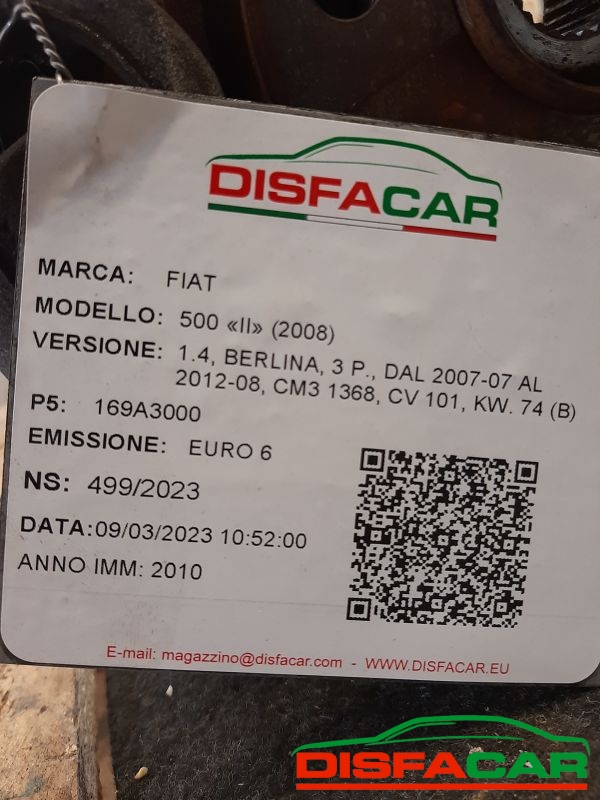 DISFACAR
MARCA: FIAT
MODELLO: 500 «II» (2008)
VERSIONE: 1.4, BERLINA, 3 P., DAL 2007-07 AL
2012-08, CM3 1368, CV 101, KW. 74 (B)
P5: 169A3000
EMISSIONE: EURO 6
NS: 499/2023
DATA:09/03/2023 10:52:00
ANNO IMM: 2010
E-mail: magazzino@disfacar.com - WWW.DISFACAR.EU
DISFACAR